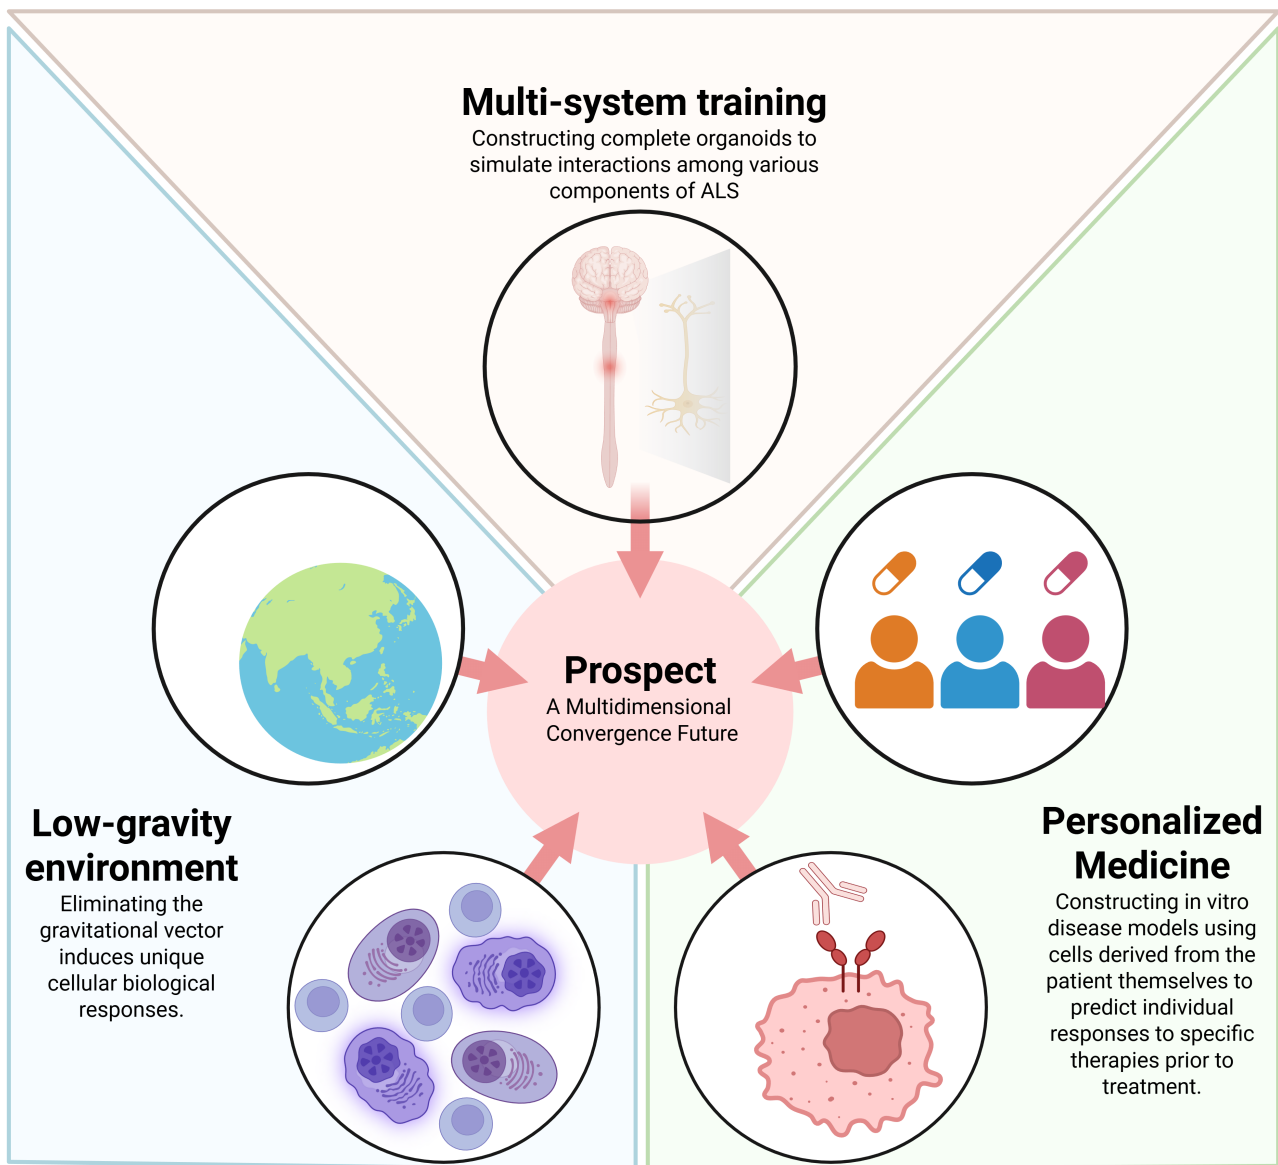 Multi-system training
Constructing complete organoids to
simulate interactions among various
components of ALS
Prospect
A Multidimensional
Convergence Future
Low-gravity
environment
Eliminating the
gravitational vector
induces unique
cellular biological
responses.
Personalized
Medicine
Constructing in vitro
disease models using
cells derived from the
patient themselves to
predict individual
responses to specific
therapies prior to
treatment.